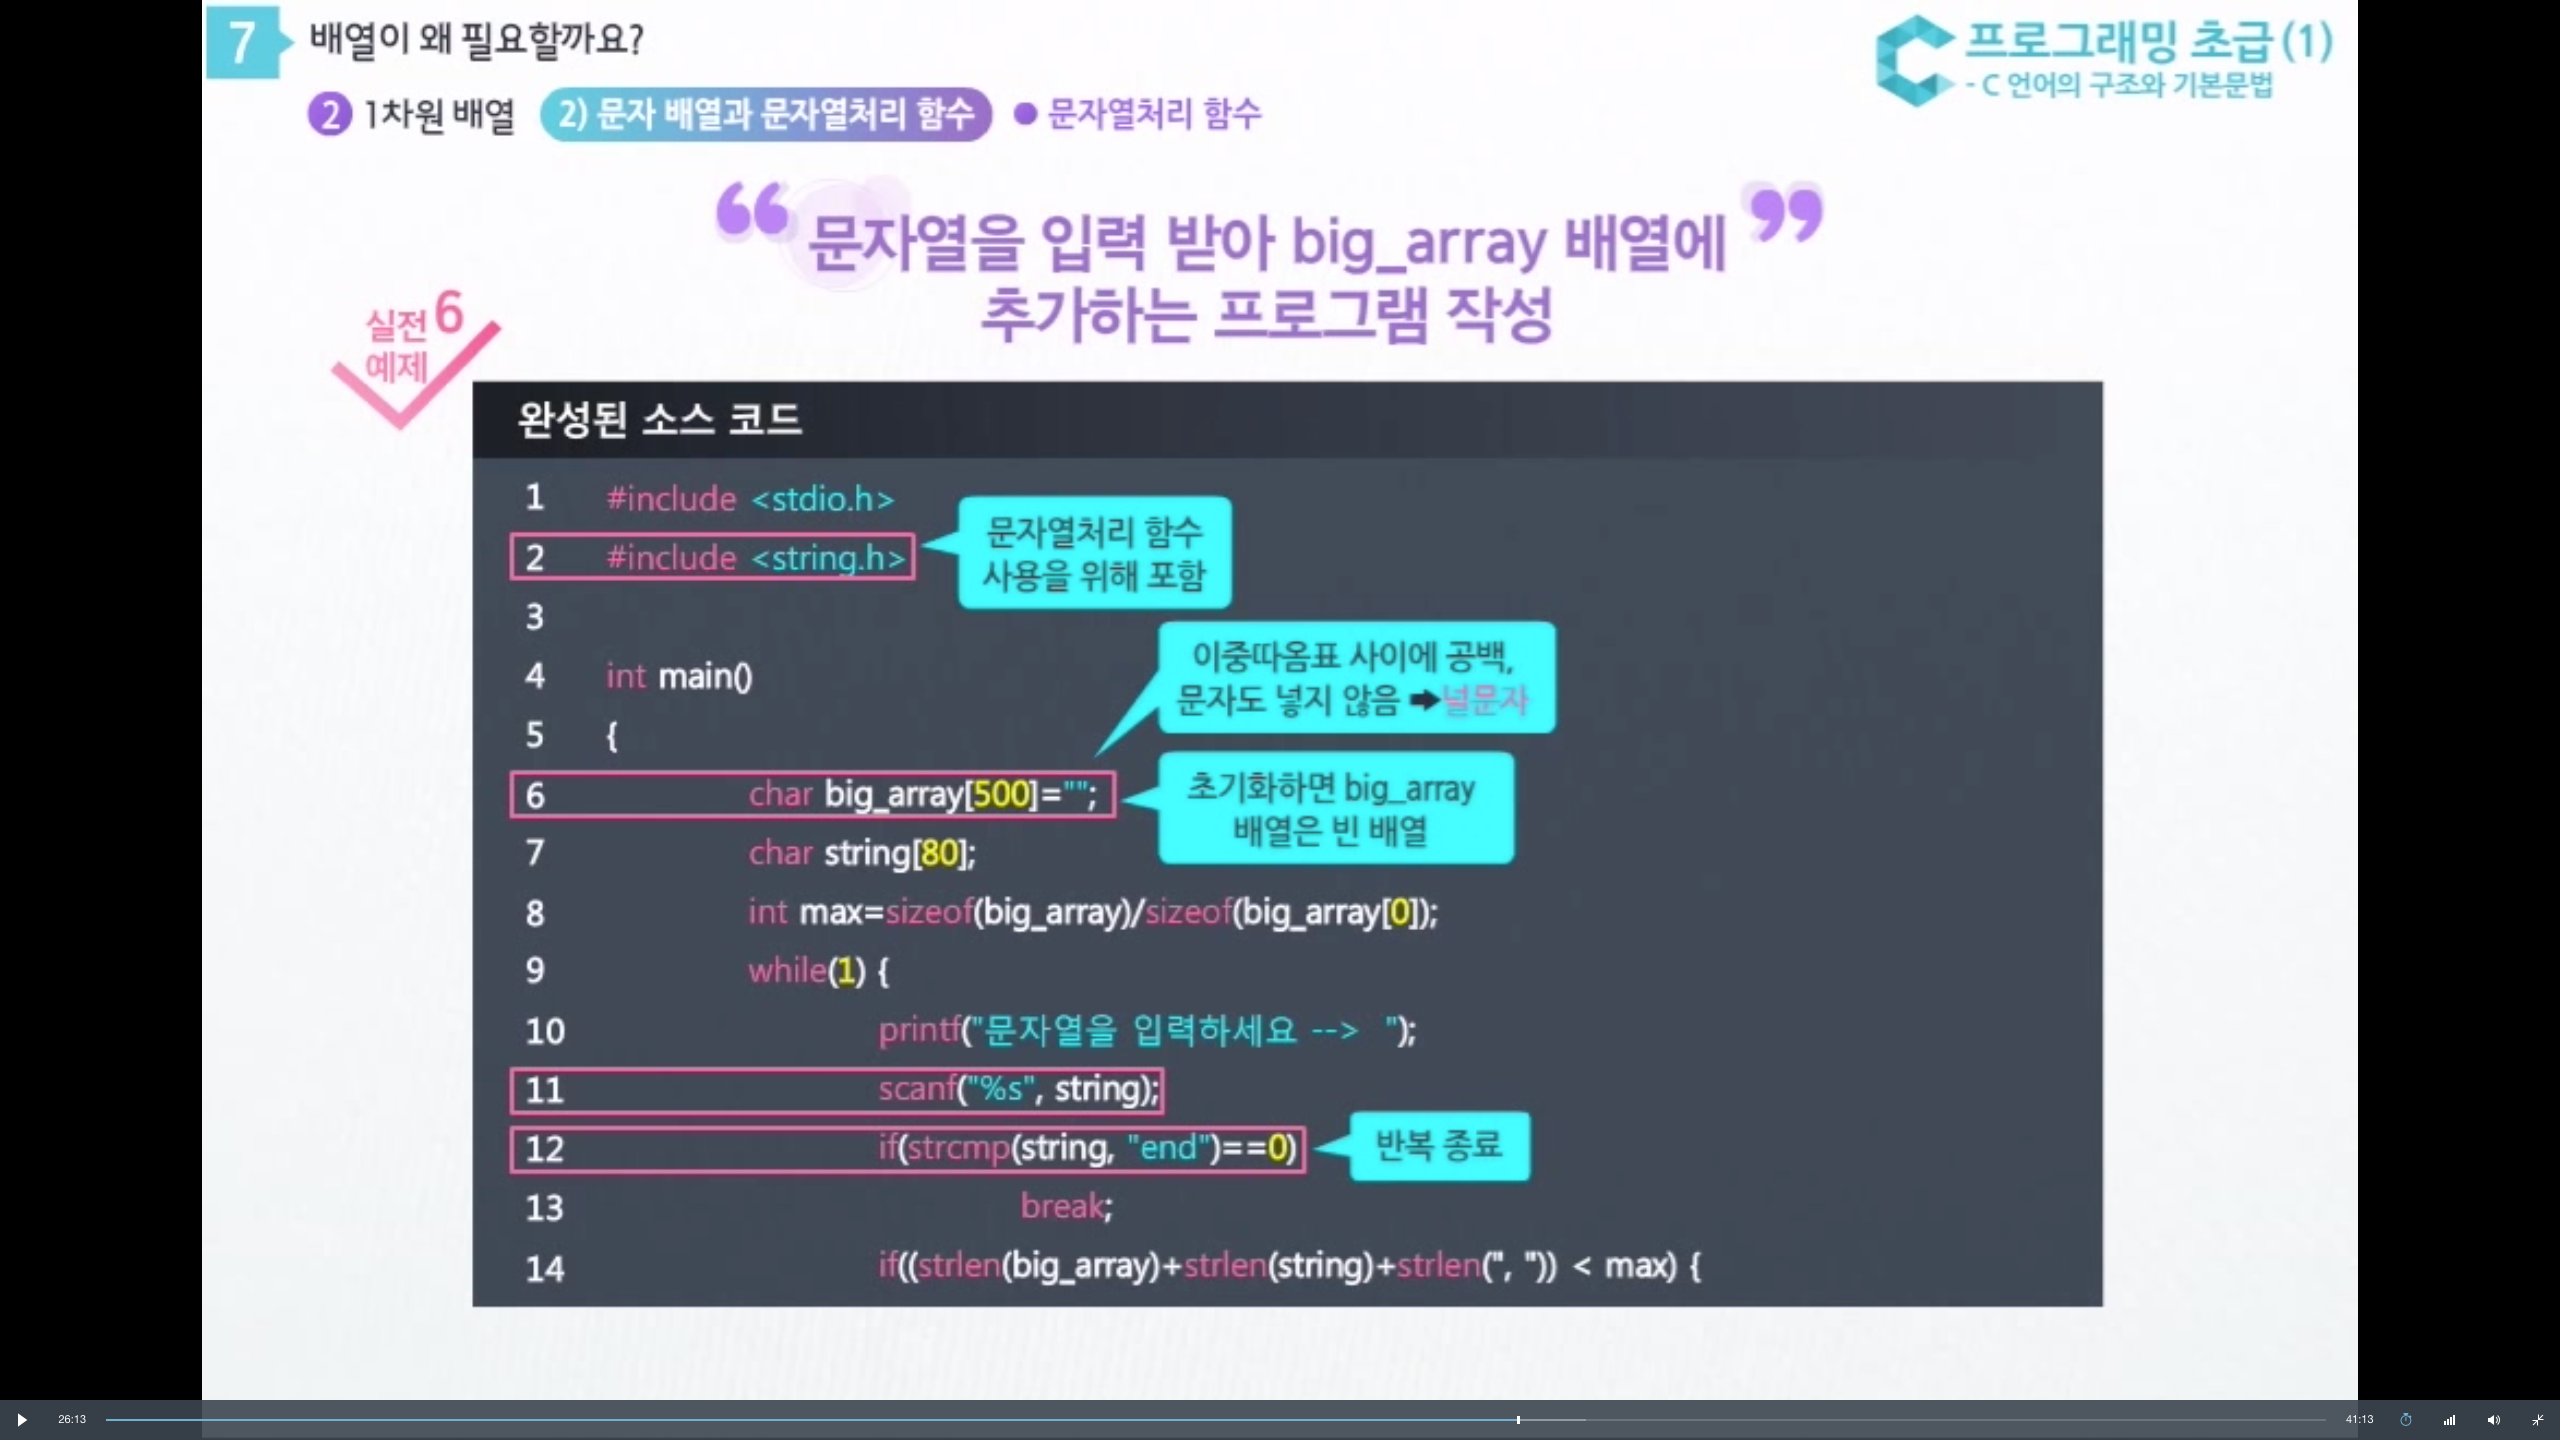 7 배열이 왜 필요할까요?
프로그래밍 초급(1)
- C 언어의 구조와 기본문법
2 1차원 배열 2) 문자 배열과 문자열처리 함수 ● 문자열처리 함수
“ 문자열을 입력 받아 big_array 배열에 ”
추가하는 프로그램 작성
실전 6
예제
완성된 소스 코드
1 #include <stdio.h>
2 #include <string.h>
문자열처리 함수
사용을 위해 포함
3
4 int main()
5 {
이중따옴표 사이에 공백,
문자도 넣지 않음 ➡널문자
6 char big_array[500]="";
초기화하면 big_array
배열은 빈 배열
7 char string[80];
8 int max=sizeof(big_array)/sizeof(big_array[0]);
9 while(1) {
10 printf("문자열을 입력하세요 --> ");
11 scanf("%s", string);
12 if(strcmp(string, "end")==0)
반복 종료
13 break;
14 if((strlen(big_array)+strlen(string)+strlen(", ")) < max) {
26:13 41:13